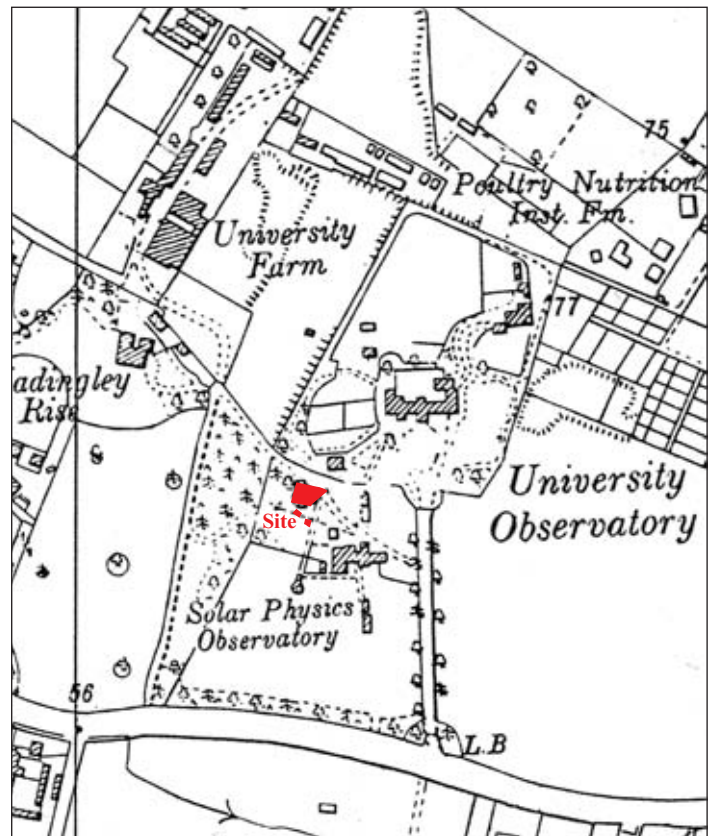 75
Poultry Nutrition
Inst. Fm.
University
Farm
77
adingley
Rise
University
Observatory
Site
Solar Physics
Observatory
56
L.B